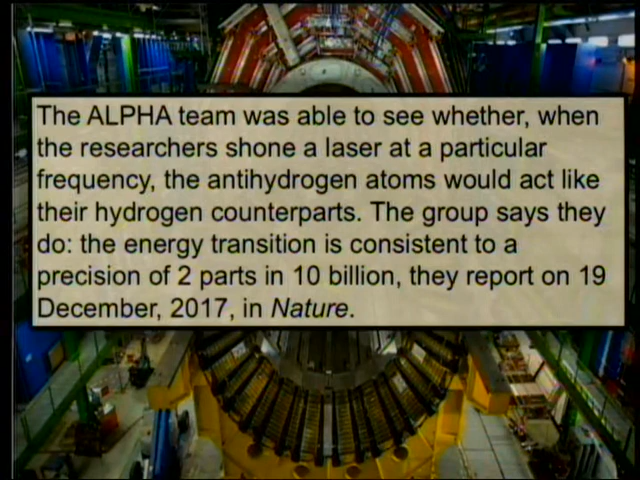 The ALPHA team was able to see whether, when
the researchers shone a laser at a particular
frequency, the antihydrogen atoms would act like
their hydrogen counterparts. The group says they
do: the energy transition is consistent to a
precision of 2 parts in 10 billion, they report on 19
December, 2017, in Nature.